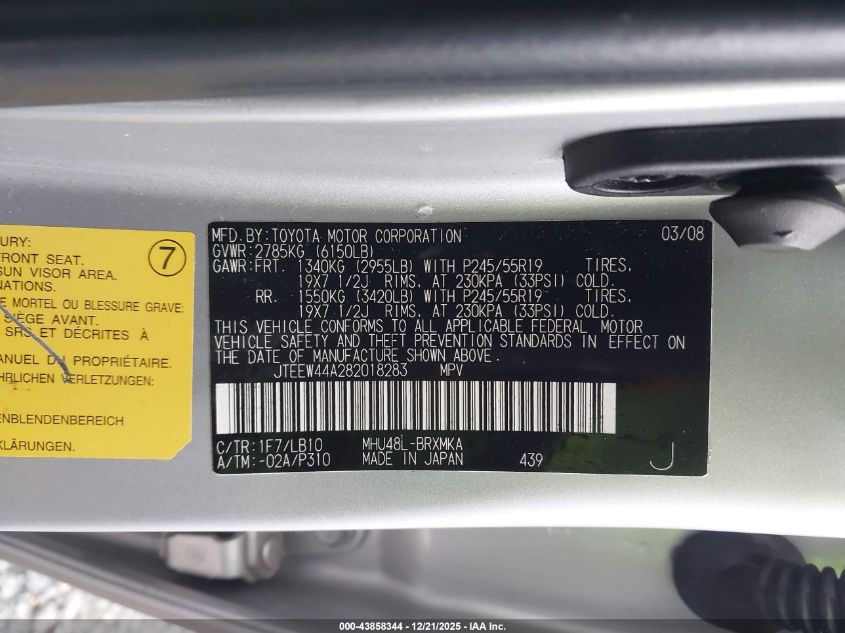 URY:
FRONT SEAT.
SUN VISOR AREA.
NATIONS.
7
E MORTEL OU BLESSURE GRAVE:
SIÈGE AVANT.
SRS ET DÉCRITES À
MANUEL DU PROPRIÉTAIRE.
HRLICHEN VERLETZUNGEN:
ENBLENDENBEREICH
RKLÄRUNGEN.
MFD.BY:TOYOTA MOTOR CORPORATION 03/08
GVWR:2785KG (6150LB)
GAWR:FRT. 1340KG (2955LB) WITH P245/55R19 TIRES.
19X7 1/2J RIMS. AT 230KPA (33PSI) COLD.
RR. 1550KG (3420LB) WITH P245/55R19 TIRES.
19X7 1/2J RIMS. AT 230KPA (33PSI) COLD.
THIS VEHICLE CONFORMS TO ALL APPLICABLE FEDERAL MOTOR
VEHICLE SAFETY AND THEFT PREVENTION STANDARDS IN EFFECT ON
THE DATE OF MANUFACTURE SHOWN ABOVE.
JTEEW44A282018283 MPV
C/TR:1F7/LB10 MHU48L-BRXMKA
A/TM:-02A/P310 MADE IN JAPAN 439 J
000-43858344 - 12/21/2025 - IAA Inc.